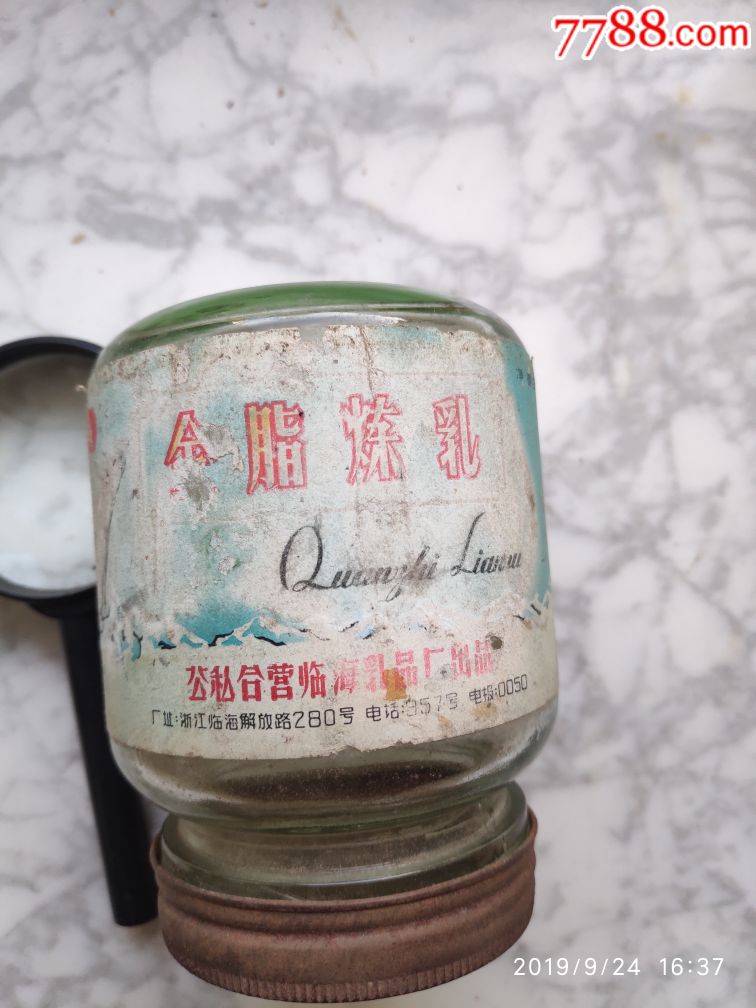 7788.com
全脂炼乳
Quanzhi Lianru
公私合营临海乳品厂出品
厂址:浙江临海解放路280号 电话:357号 电报:0050
2019/9/24 16:37